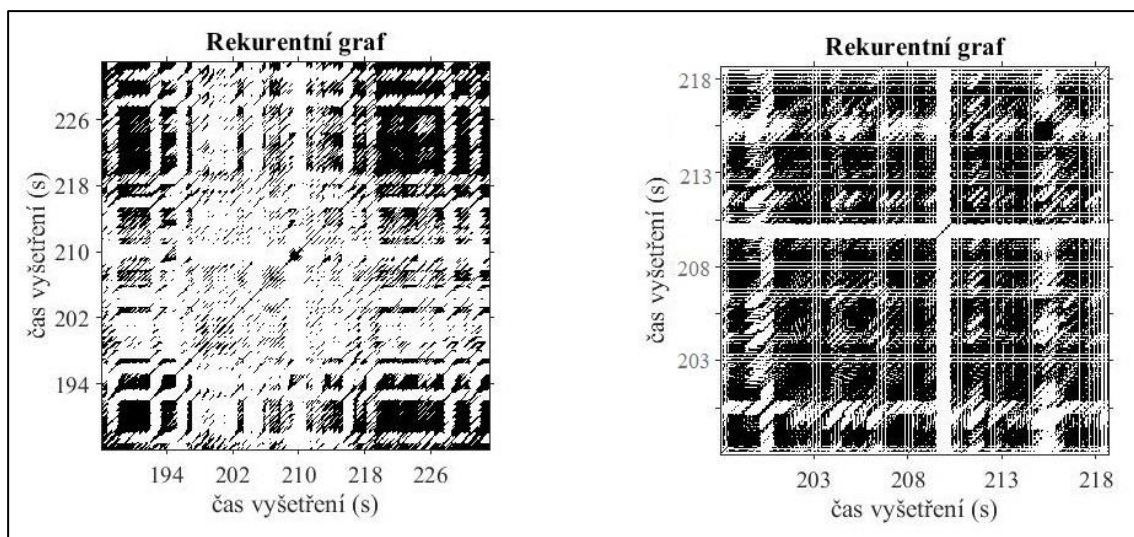 Rekurentní graf
226
218
210
202
194
čas vyšetření (s)
194 202 210 218 226
čas vyšetření (s)
Rekurentní graf
218
213
208
203
čas vyšetření (s)
203 208 213 218
čas vyšetření (s)